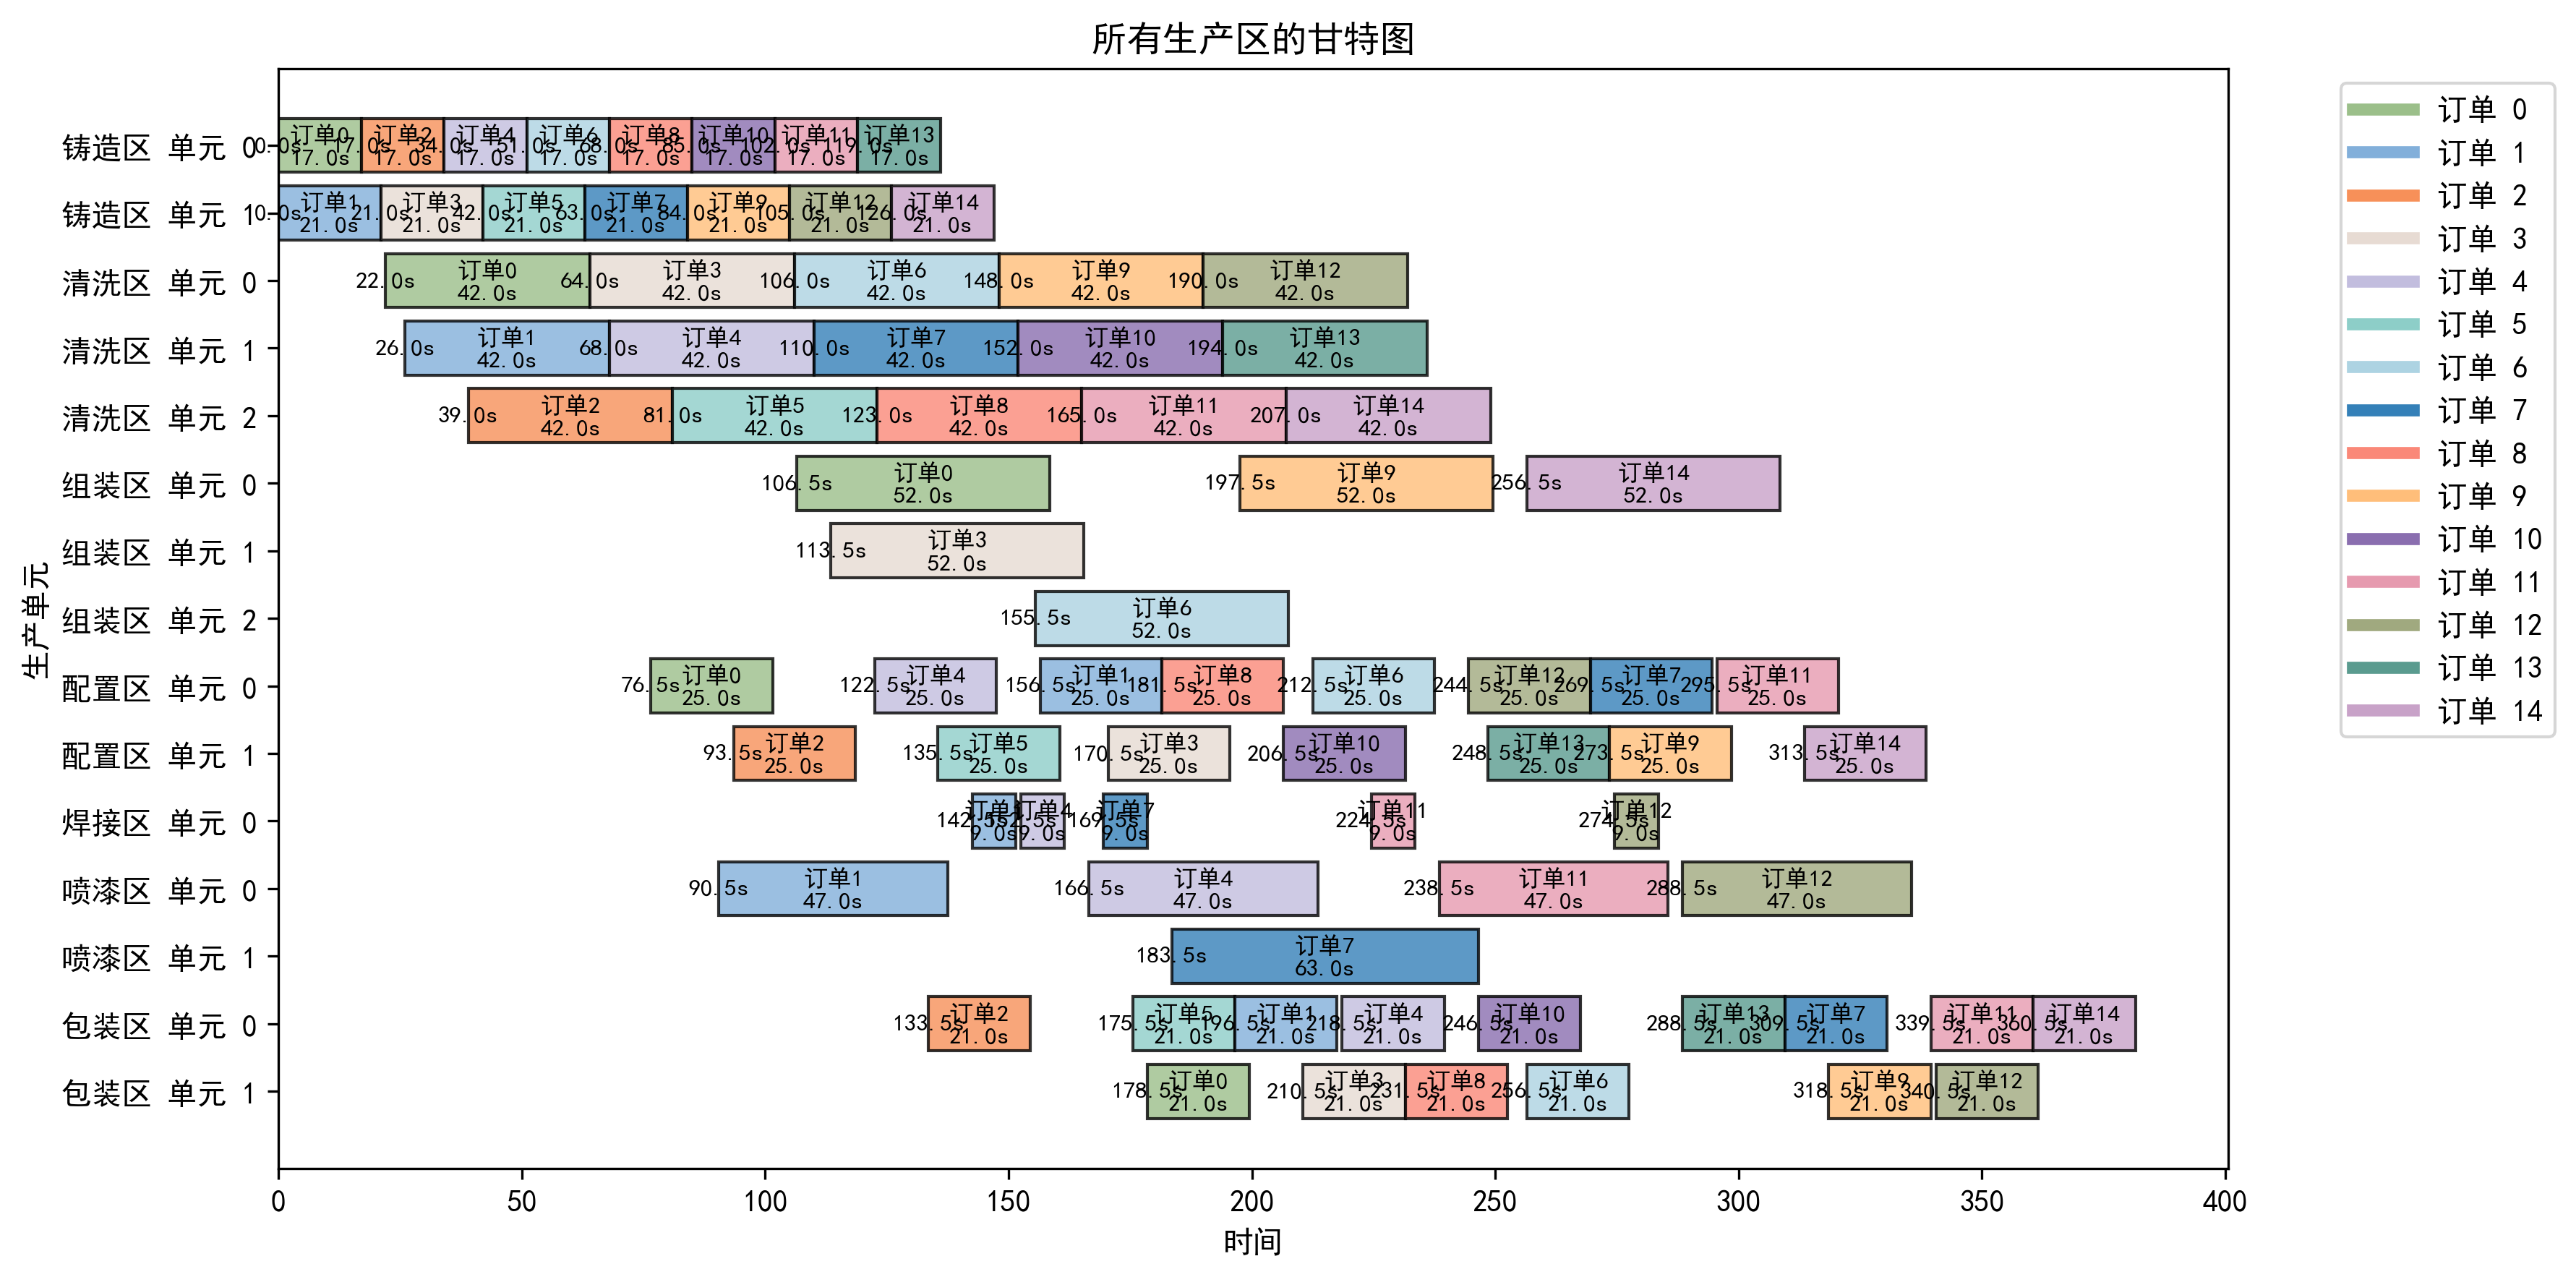 所有生产区的甘特图
铸造区 单元 0
0.0s 订单0 17.0s 17.0s 订单2 17.0s 34.0s 订单4 17.0s 51.0s 订单6 17.0s 68.0s 订单8 17.0s 85.0s 订单10 17.0s 102.0s 订单11 17.0s 119.0s 订单13 17.0s
铸造区 单元 1
0.0s 订单1 21.0s 21.0s 订单3 21.0s 42.0s 订单5 21.0s 63.0s 订单7 21.0s 84.0s 订单9 21.0s 105.0s 订单12 21.0s 126.0s 订单14 21.0s
清洗区 单元 0
22.0s 订单0 42.0s 64.0s 订单3 42.0s 106.0s 订单6 42.0s 148.0s 订单9 42.0s 190.0s 订单12 42.0s
清洗区 单元 1
26.0s 订单1 42.0s 68.0s 订单4 42.0s 110.0s 订单7 42.0s 152.0s 订单10 42.0s 194.0s 订单13 42.0s
清洗区 单元 2
39.0s 订单2 42.0s 81.0s 订单5 42.0s 123.0s 订单8 42.0s 165.0s 订单11 42.0s 207.0s 订单14 42.0s
组装区 单元 0
106.5s 订单0 52.0s 197.5s 订单9 52.0s 256.5s 订单14 52.0s
组装区 单元 1
113.5s 订单3 52.0s
组装区 单元 2
155.5s 订单6 52.0s
配置区 单元 0
76.5s 订单0 25.0s 122.5s 订单4 25.0s 156.5s 订单1 25.0s 181.5s 订单8 25.0s 212.5s 订单6 25.0s 244.5s 订单12 25.0s 269.5s 订单7 25.0s 295.5s 订单11 25.0s
配置区 单元 1
93.5s 订单2 25.0s 135.5s 订单5 25.0s 170.5s 订单3 25.0s 206.5s 订单10 25.0s 248.5s 订单13 25.0s 273.5s 订单9 25.0s 313.5s 订单14 25.0s
焊接区 单元 0
142.5s 订单1 9.0s 152.5s 订单4 9.0s 169.5s 订单7 9.0s 224.5s 订单11 9.0s 274.5s 订单12 9.0s
喷漆区 单元 0
90.5s 订单1 47.0s 166.5s 订单4 47.0s 238.5s 订单11 47.0s 288.5s 订单12 47.0s
喷漆区 单元 1
183.5s 订单7 63.0s
包装区 单元 0
133.5s 订单2 21.0s 175.5s 订单5 21.0s 196.5s 订单1 21.0s 218.5s 订单4 21.0s 246.5s 订单10 21.0s 288.5s 订单13 21.0s 309.5s 订单7 21.0s 339.5s 订单11 21.0s 360.5s 订单14 21.0s
包装区 单元 1
178.5s 订单0 21.0s 210.5s 订单3 21.0s 231.5s 订单8 21.0s 256.5s 订单6 21.0s 318.5s 订单9 21.0s 340.5s 订单12 21.0s
生产单元
0 50 100 150 200 250 300 350 400
时间
订单 0
订单 1
订单 2
订单 3
订单 4
订单 5
订单 6
订单 7
订单 8
订单 9
订单 10
订单 11
订单 12
订单 13
订单 14